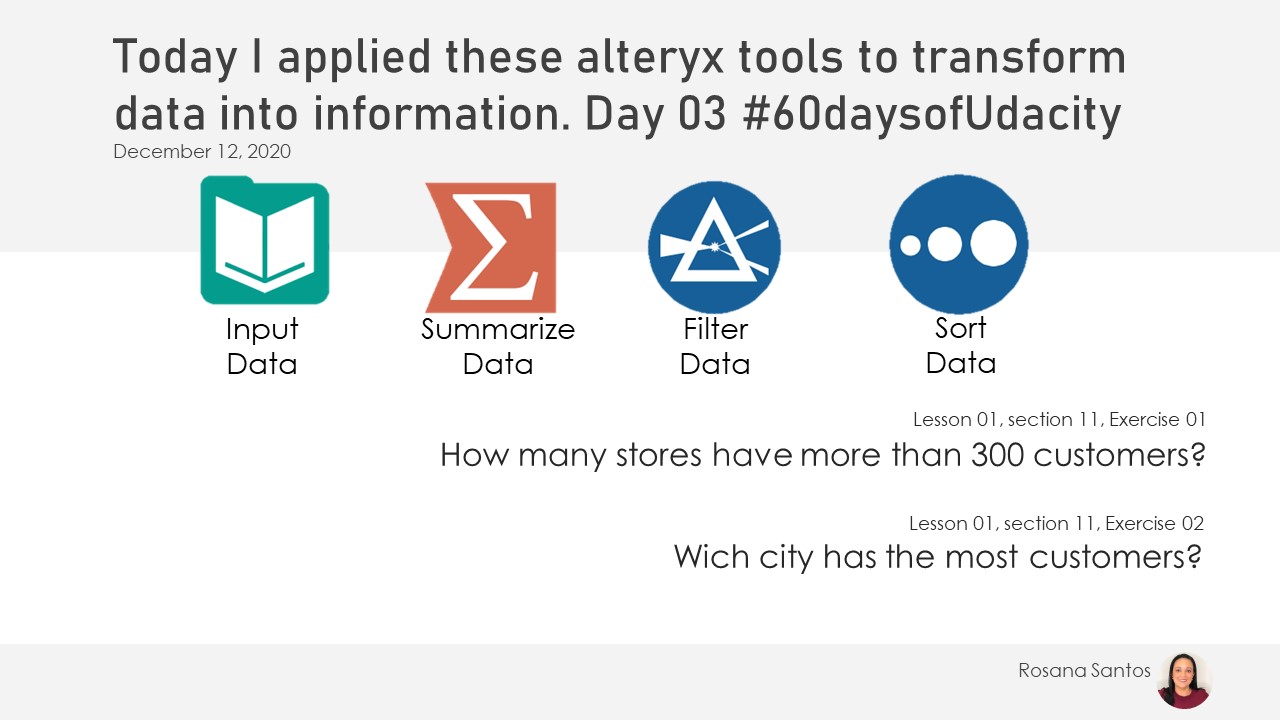 Today I applied these alteryx tools to transform
data into information. Day 03 #60daysofUdacity
December 12, 2020
Σ
Input
Data
Summarize
Data
Filter
Data
Sort
Data
Lesson 01, section 11, Exercise 01
How many stores have more than 300 customers?
Lesson 01, section 11, Exercise 02
Wich city has the most customers?
Rosana Santos